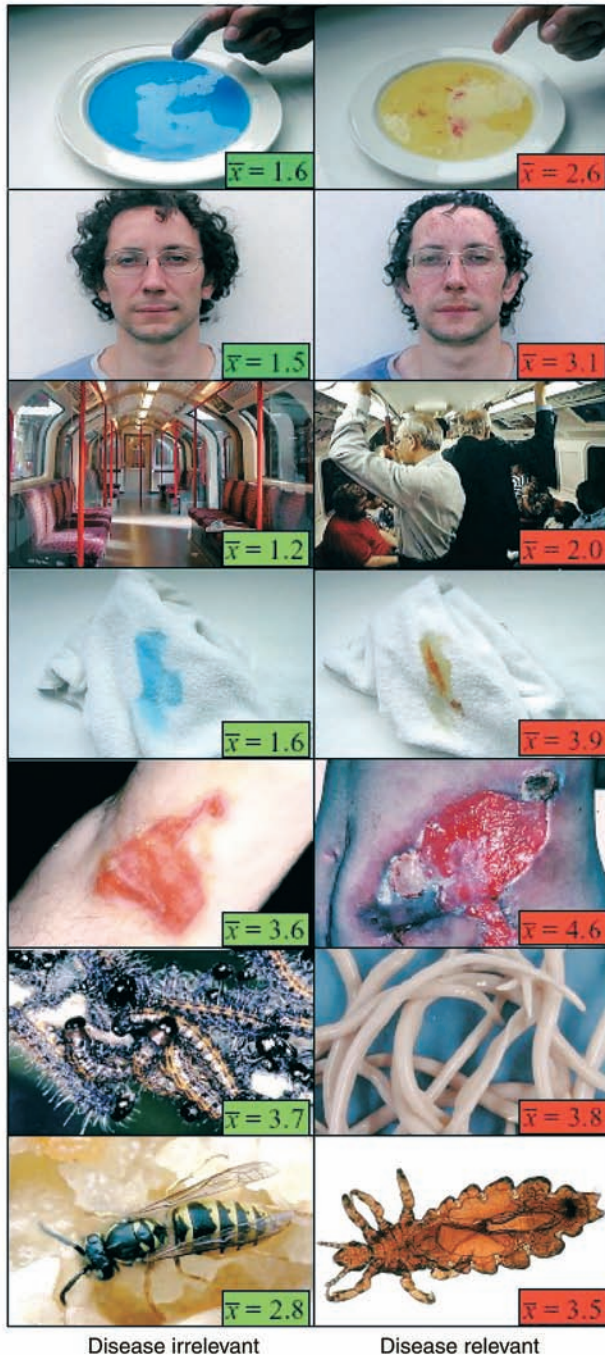 x̄ = 1.6
x̄ = 2.6
x̄ = 1.5
x̄ = 3.1
x̄ = 1.2
x̄ = 2.0
x̄ = 1.6
x̄ = 3.9
x̄ = 3.6
x̄ = 4.6
x̄ = 3.7
x̄ = 3.8
x̄ = 2.8
x̄ = 3.5
Disease irrelevant
Disease relevant